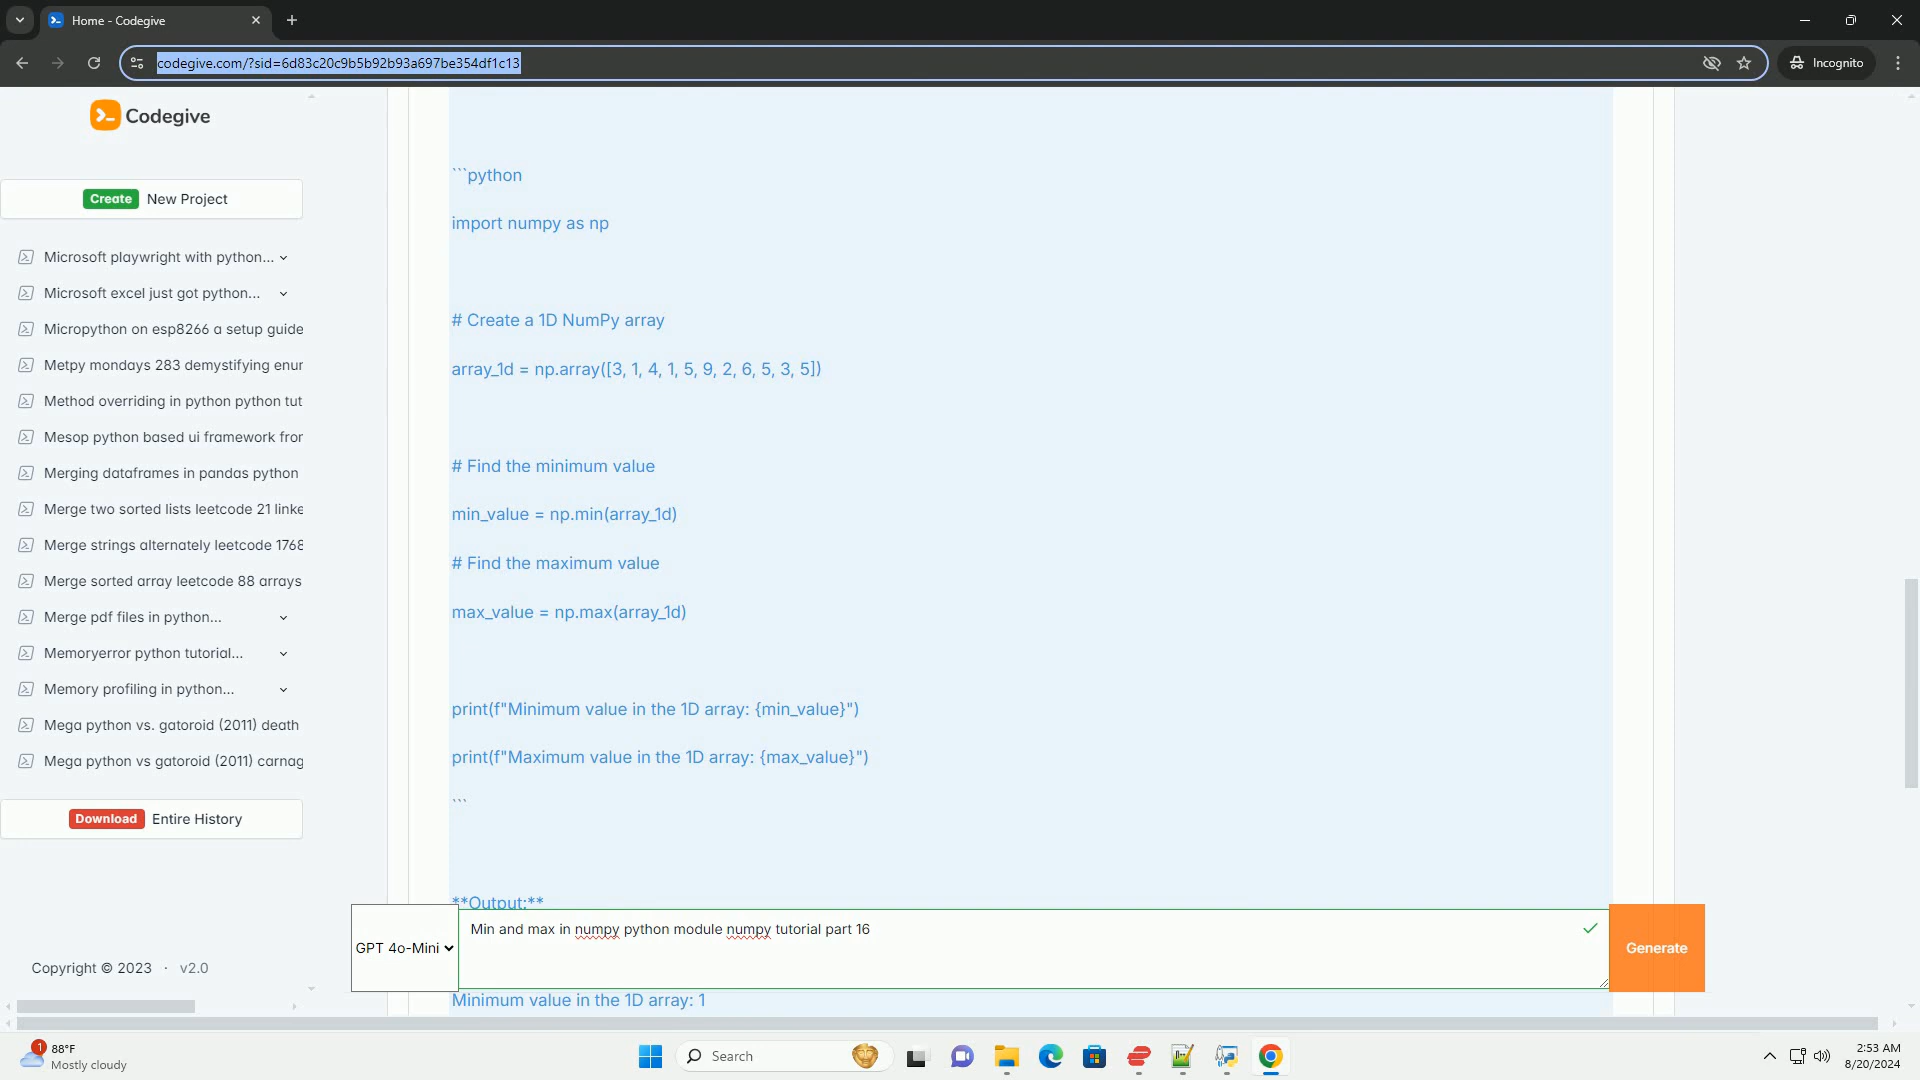 Home - Codegive
codegive.com/?sid=6d83c20c9b5b92b93a697be354df1c13
Incognito
Codegive
Create New Project
Microsoft playwright with python...
Microsoft excel just got python...
Micropython on esp8266 a setup guide
Metpy mondays 283 demystifying enur
Method overriding in python python tut
Mesop python based ui framework fror
Merging dataframes in pandas python
Merge two sorted lists leetcode 21 linke
Merge strings alternately leetcode 1768
Merge sorted array leetcode 88 arrays
Merge pdf files in python...
Memoryerror python tutorial...
Memory profiling in python...
Mega python vs. gatoroid (2011) death
Mega python vs gatoroid (2011) carnag
Download Entire History
Copyright © 2023 · v2.0
```python
import numpy as np
# Create a 1D NumPy array
array_1d = np.array([3, 1, 4, 1, 5, 9, 2, 6, 5, 3, 5])
# Find the minimum value
min_value = np.min(array_1d)
# Find the maximum value
max_value = np.max(array_1d)
print(f"Minimum value in the 1D array: {min_value}")
print(f"Maximum value in the 1D array: {max_value}")
```
**Output:**
GPT 4o-Mini
Min and max in numpy python module numpy tutorial part 16
Generate
Minimum value in the 1D array: 1
1
88°F
Mostly cloudy
Search
2:53 AM
8/20/2024